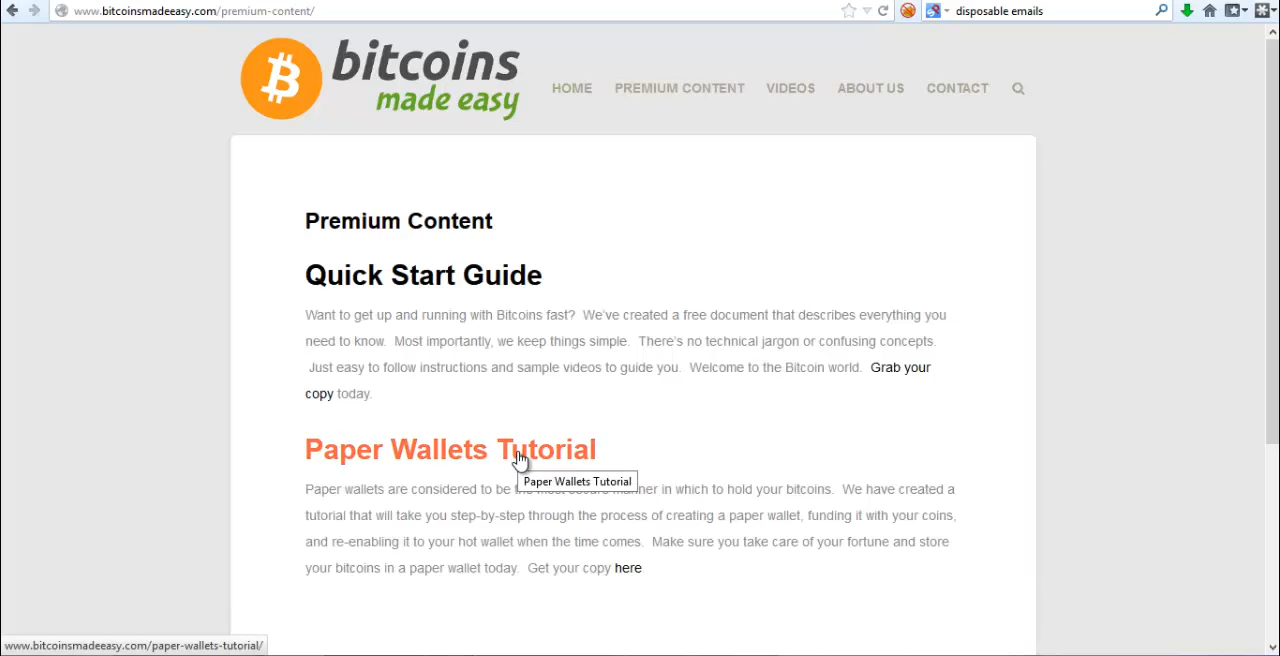 www.bitcoinsmadeeasy.com/premium-content/
disposable emails
bitcoins
made easy
HOME PREMIUM CONTENT VIDEOS ABOUT US CONTACT
Premium Content
Quick Start Guide
Want to get up and running with Bitcoins fast? We've created a free document that describes everything you
need to know. Most importantly, we keep things simple. There's no technical jargon or confusing concepts.
Just easy to follow instructions and sample videos to guide you. Welcome to the Bitcoin world. Grab your
copy today.
Paper Wallets Tutorial
Paper Wallets Tutorial
Paper wallets are considered to be the most secure manner in which to hold your bitcoins. We have created a
tutorial that will take you step-by-step through the process of creating a paper wallet, funding it with your coins,
and re-enabling it to your hot wallet when the time comes. Make sure you take care of your fortune and store
your bitcoins in a paper wallet today. Get your copy here
www.bitcoinsmadeeasy.com/paper-wallets-tutorial/